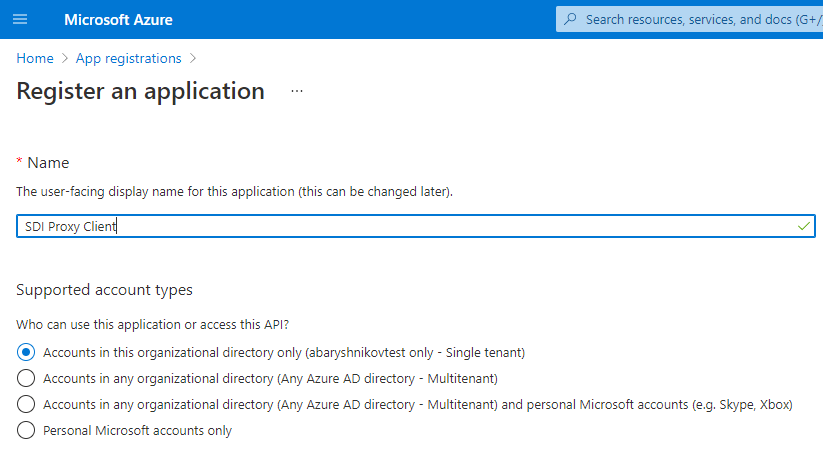 Microsoft Azure
Search resources, services, and docs (G+/
Home > App registrations >
Register an application ...
* Name
The user-facing display name for this application (this can be changed later).
SDI Proxy Client
Supported account types
Who can use this application or access this API?
Accounts in this organizational directory only (abaryshnikovtest only - Single tenant)
Accounts in any organizational directory (Any Azure AD directory - Multitenant)
Accounts in any organizational directory (Any Azure AD directory - Multitenant) and personal Microsoft accounts (e.g. Skype, Xbox)
Personal Microsoft accounts only